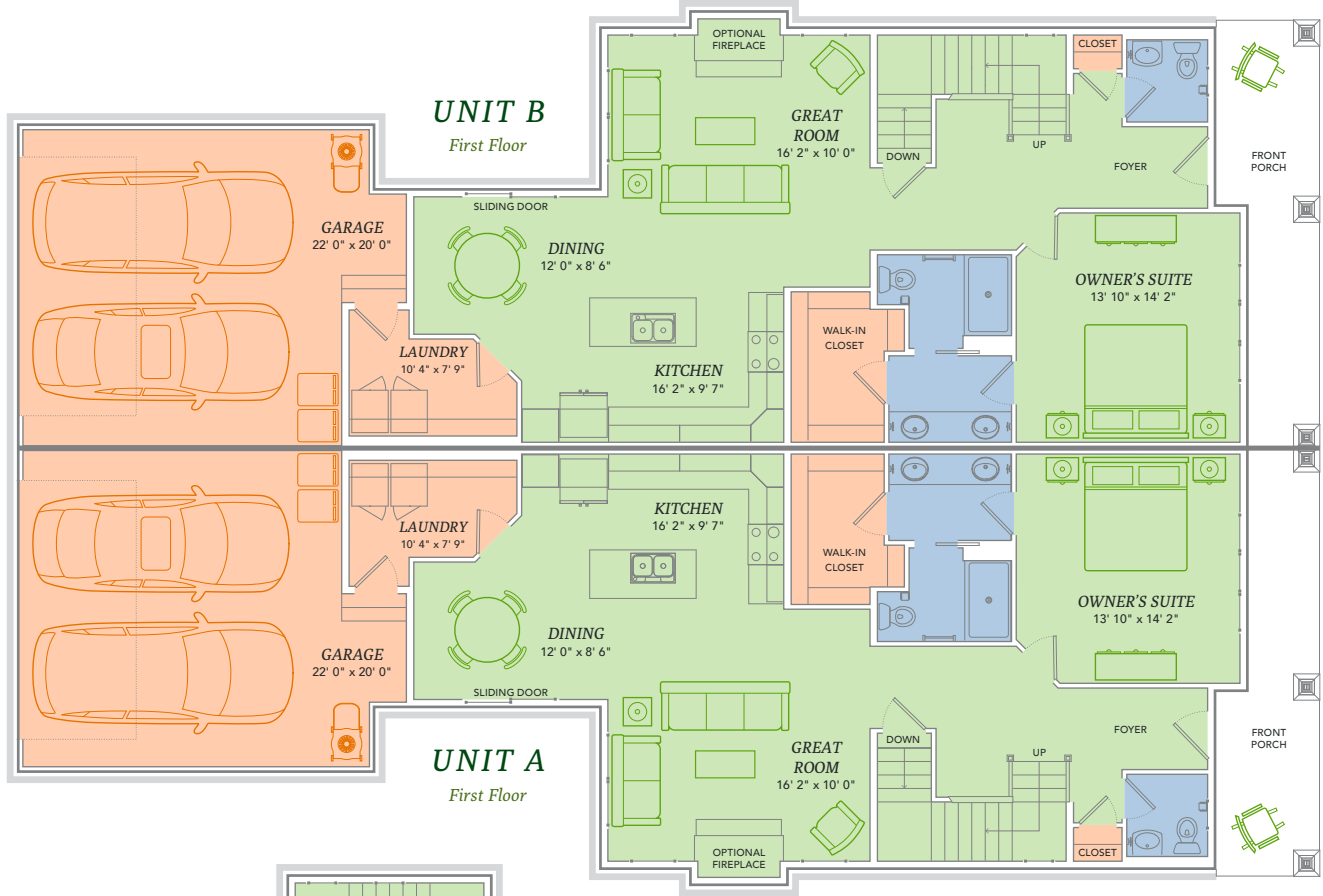 UNIT B
First Floor
OPTIONAL
FIREPLACE
CLOSET
GREAT
ROOM
16' 2" x 10' 0"
DOWN
UP
FOYER
FRONT
PORCH
SLIDING DOOR
GARAGE
22' 0" x 20' 0"
DINING
12' 0" x 8' 6"
OWNER'S SUITE
13' 10" x 14' 2"
WALK-IN
CLOSET
LAUNDRY
10' 4" x 7' 9"
KITCHEN
16' 2" x 9' 7"
KITCHEN
16' 2" x 9' 7"
LAUNDRY
10' 4" x 7' 9"
WALK-IN
CLOSET
OWNER'S SUITE
13' 10" x 14' 2"
DINING
12' 0" x 8' 6"
GARAGE
22' 0" x 20' 0"
SLIDING DOOR
UNIT A
First Floor
GREAT
ROOM
16' 2" x 10' 0"
DOWN
UP
FOYER
FRONT
PORCH
OPTIONAL
FIREPLACE
CLOSET